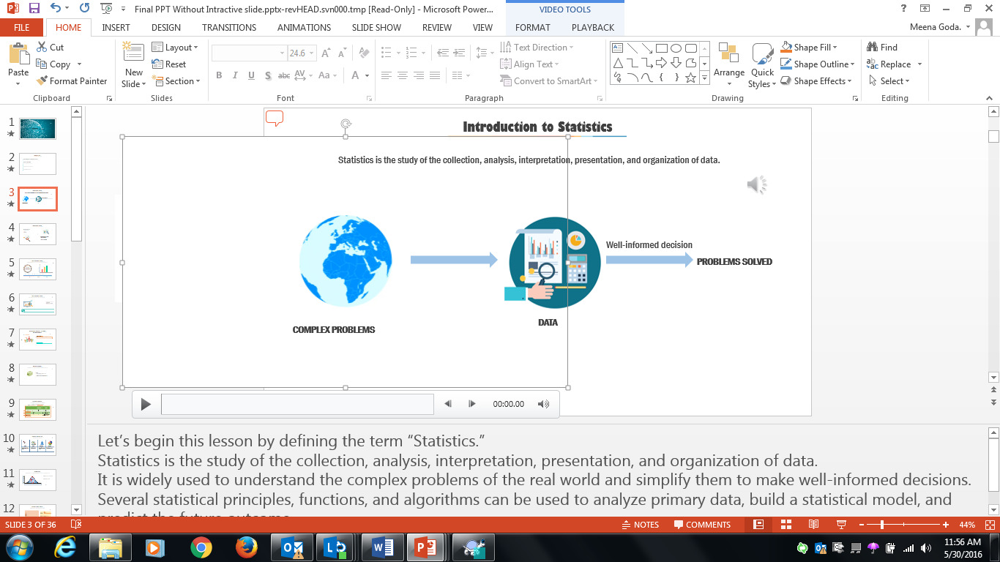 Final PPT Without Intractive slide.pptx-revHEAD.svn000.tmp [Read-Only] - Microsoft Power...
VIDEO TOOLS
FILE HOME INSERT DESIGN TRANSITIONS ANIMATIONS SLIDE SHOW REVIEW VIEW FORMAT PLAYBACK
Meena Goda.
Paste
Cut
Copy
Format Painter
Clipboard
New Slide
Layout
Reset
Section
Slides
24.6
B I U S abc AV Aa A
Font
Text Direction
Align Text
Convert to SmartArt
Paragraph
Arrange
Quick Styles
Shape Fill
Shape Outline
Shape Effects
Drawing
Find
Replace
Select
Editing
1
2
3
4
5
6
7
8
9
10
11
12
Introduction to Statistics
Statistics is the study of the collection, analysis, interpretation, presentation, and organization of data.
Well-informed decision
PROBLEMS SOLVED
DATA
COMPLEX PROBLEMS
00:00.00
Let’s begin this lesson by defining the term “Statistics.”
Statistics is the study of the collection, analysis, interpretation, presentation, and organization of data.
It is widely used to understand the complex problems of the real world and simplify them to make well-informed decisions.
Several statistical principles, functions, and algorithms can be used to analyze primary data, build a statistical model, and
predict the future outcome
SLIDE 3 OF 36
NOTES
COMMENTS
44%
11:56 AM
5/30/2016